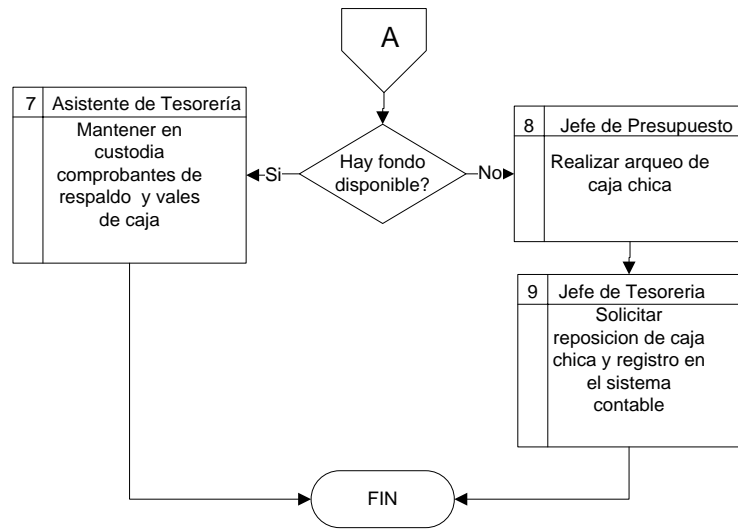 A
7 Asistente de Tesorería
Mantener en
custodia
comprobantes de
respaldo y vales
de caja
Si
Hay fondo
disponible?
No
8 Jefe de Presupuesto
Realizar arqueo de
caja chica
9 Jefe de Tesoreria
Solicitar
reposicion de caja
chica y registro en
el sistema
contable
FIN